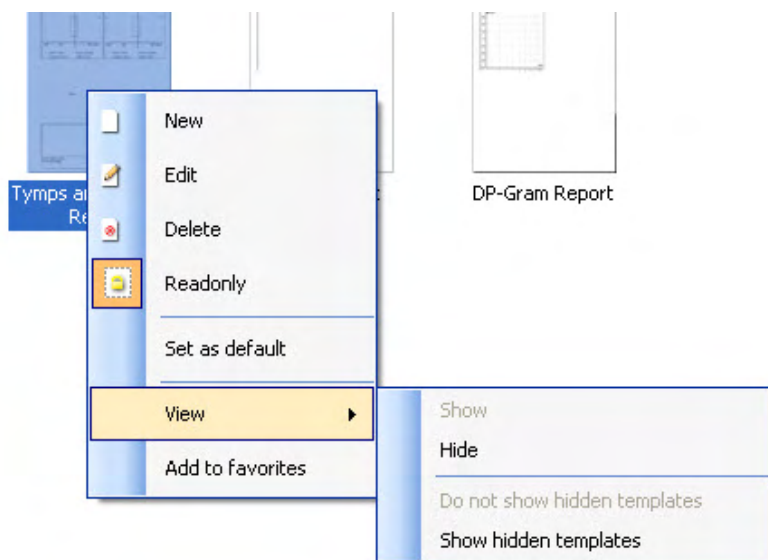 Tymps
Re
DP-Gram Report
New
Edit
Delete
Readonly
Set as default
View
Add to favorites
Show
Hide
Do not show hidden templates
Show hidden templates